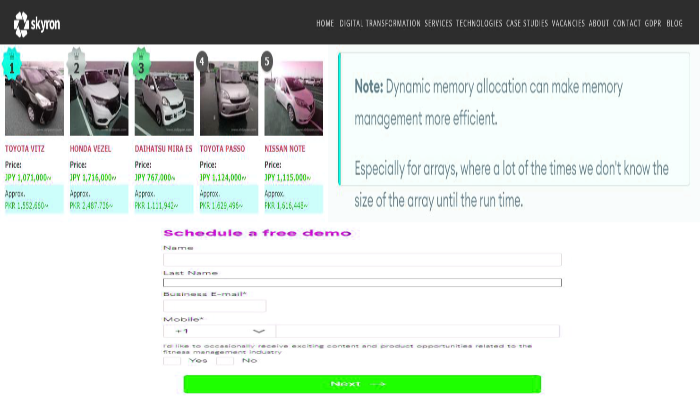 skyron
HOME DIGITAL TRANSFORMATION SERVICES TECHNOLOGIES CASE STUDIES VACANCIES ABOUT CONTACT GDPR BLOG
1 2 3 4 5
TOYOTA VITZ HONDA VEZEL DAIHATSU MIRA ES TOYOTA PASSO NISSAN NOTE
Price: Price: Price: Price: Price:
JPY 1,071,000~ JPY 1,716,000~ JPY 767,000~ JPY 1,124,000~ JPY 1,115,000~
Approx. Approx. Approx. Approx. Approx.
PKR 1,552,680~ PKR 2,487,736~ PKR 1,111,942~ PKR 1,629,496~ PKR 1,616,448~
Note: Dynamic memory allocation can make memory
management more efficient.
Especially for arrays, where a lot of the times we don't know the
size of the array until the run time.
Schedule a free demo
Name
Last Name
Business E-mail*
Mobile*
+1
I'd like to occasionally receive exciting content and product opportunities related to the
fitness management industry
Yes No
Next -->